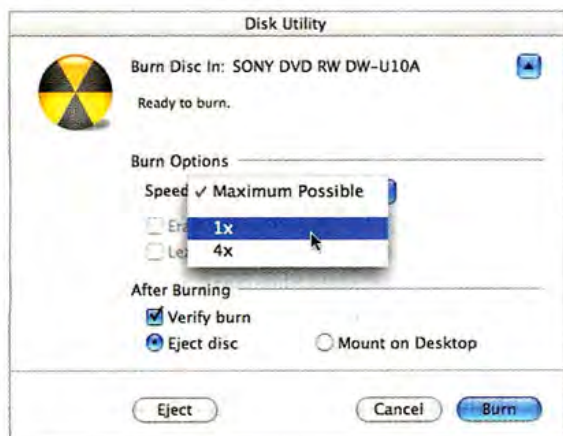 Disk Utility
Burn Disc In: SONY DVD RW DW-U10A
Ready to burn.
Burn Options
Speed ✓ Maximum Possible
1x
4x
After Burning
Verify burn
Eject disc Mount on Desktop
Eject Cancel Burn